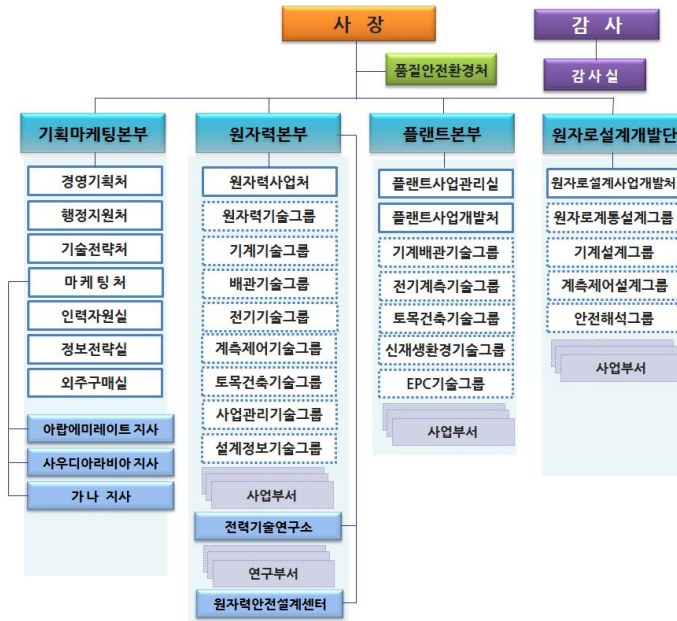 사 장
감 사
품질안전환경처
감사실
기획마케팅본부
경영기획처
행정지원처
기술전략처
마케팅처
인력자원실
정보전략실
외주구매실
아랍에미레이트 지사
사우디아라비아 지사
가나 지사
원자력본부
원자력사업처
원자력기술그룹
기계기술그룹
배관기술그룹
전기기술그룹
계측제어기술그룹
토목건축기술그룹
사업관리기술그룹
설계정보기술그룹
사업부서
전력기술연구소
연구부서
원자력안전설계센터
플랜트본부
플랜트사업관리실
플랜트사업개발처
기계배관기술그룹
전기계측기술그룹
토목건축기술그룹
신재생환경기술그룹
EPC기술그룹
사업부서
원자로설계개발단
원자로설계사업개발처
원자로계통설계그룹
기계설계그룹
계측제어설계그룹
안전해석그룹
사업부서